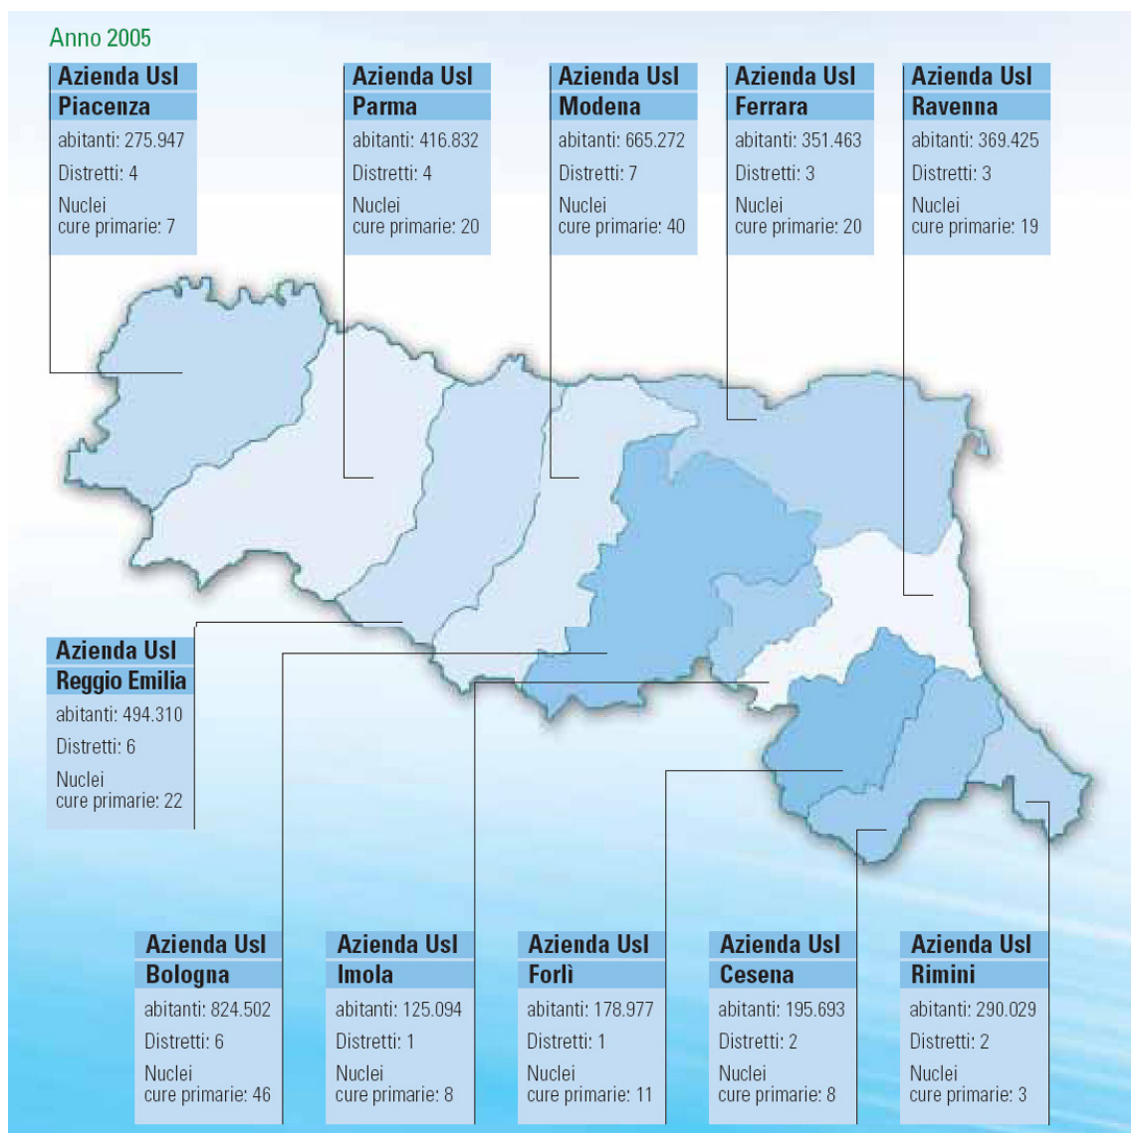 Anno 2005
Azienda Usl
Piacenza
abitanti: 275.947
Distretti: 4
Nuclei
cure primarie: 7
Azienda Usl
Parma
abitanti: 416.832
Distretti: 4
Nuclei
cure primarie: 20
Azienda Usl
Modena
abitanti: 665.272
Distretti: 7
Nuclei
cure primarie: 40
Azienda Usl
Ferrara
abitanti: 351.463
Distretti: 3
Nuclei
cure primarie: 20
Azienda Usl
Ravenna
abitanti: 369.425
Distretti: 3
Nuclei
cure primarie: 19
Azienda Usl
Reggio Emilia
abitanti: 494.310
Distretti: 6
Nuclei
cure primarie: 22
Azienda Usl
Bologna
abitanti: 824.502
Distretti: 6
Nuclei
cure primarie: 46
Azienda Usl
Imola
abitanti: 125.094
Distretti: 1
Nuclei
cure primarie: 8
Azienda Usl
Forlì
abitanti: 178.977
Distretti: 1
Nuclei
cure primarie: 11
Azienda Usl
Cesena
abitanti: 195.693
Distretti: 2
Nuclei
cure primarie: 8
Azienda Usl
Rimini
abitanti: 290.029
Distretti: 2
Nuclei
cure primarie: 3